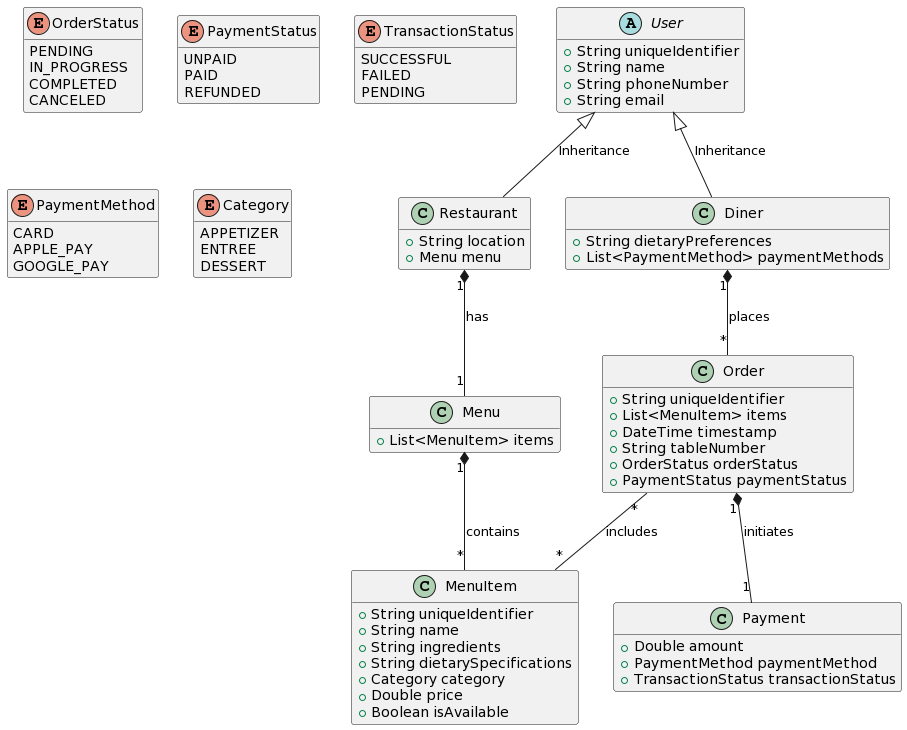 E OrderStatus
PENDING
IN_PROGRESS
COMPLETED
CANCELED
E PaymentStatus
UNPAID
PAID
REFUNDED
E TransactionStatus
SUCCESSFUL
FAILED
PENDING
A User
String uniqueIdentifier
String name
String phoneNumber
String email
Inheritance
Inheritance
E PaymentMethod
CARD
APPLE_PAY
GOOGLE_PAY
E Category
APPETIZER
ENTREE
DESSERT
C Restaurant
String location
Menu menu
C Diner
String dietaryPreferences
List<PaymentMethod> paymentMethods
1
has
1
1
places
*
C Menu
List<MenuItem> items
C Order
String uniqueIdentifier
List<MenuItem> items
DateTime timestamp
String tableNumber
OrderStatus orderStatus
PaymentStatus paymentStatus
1
contains
*
*
includes
*
1
initiates
1
C MenuItem
String uniqueIdentifier
String name
String ingredients
String dietarySpecifications
Category category
Double price
Boolean isAvailable
C Payment
Double amount
PaymentMethod paymentMethod
TransactionStatus transactionStatus